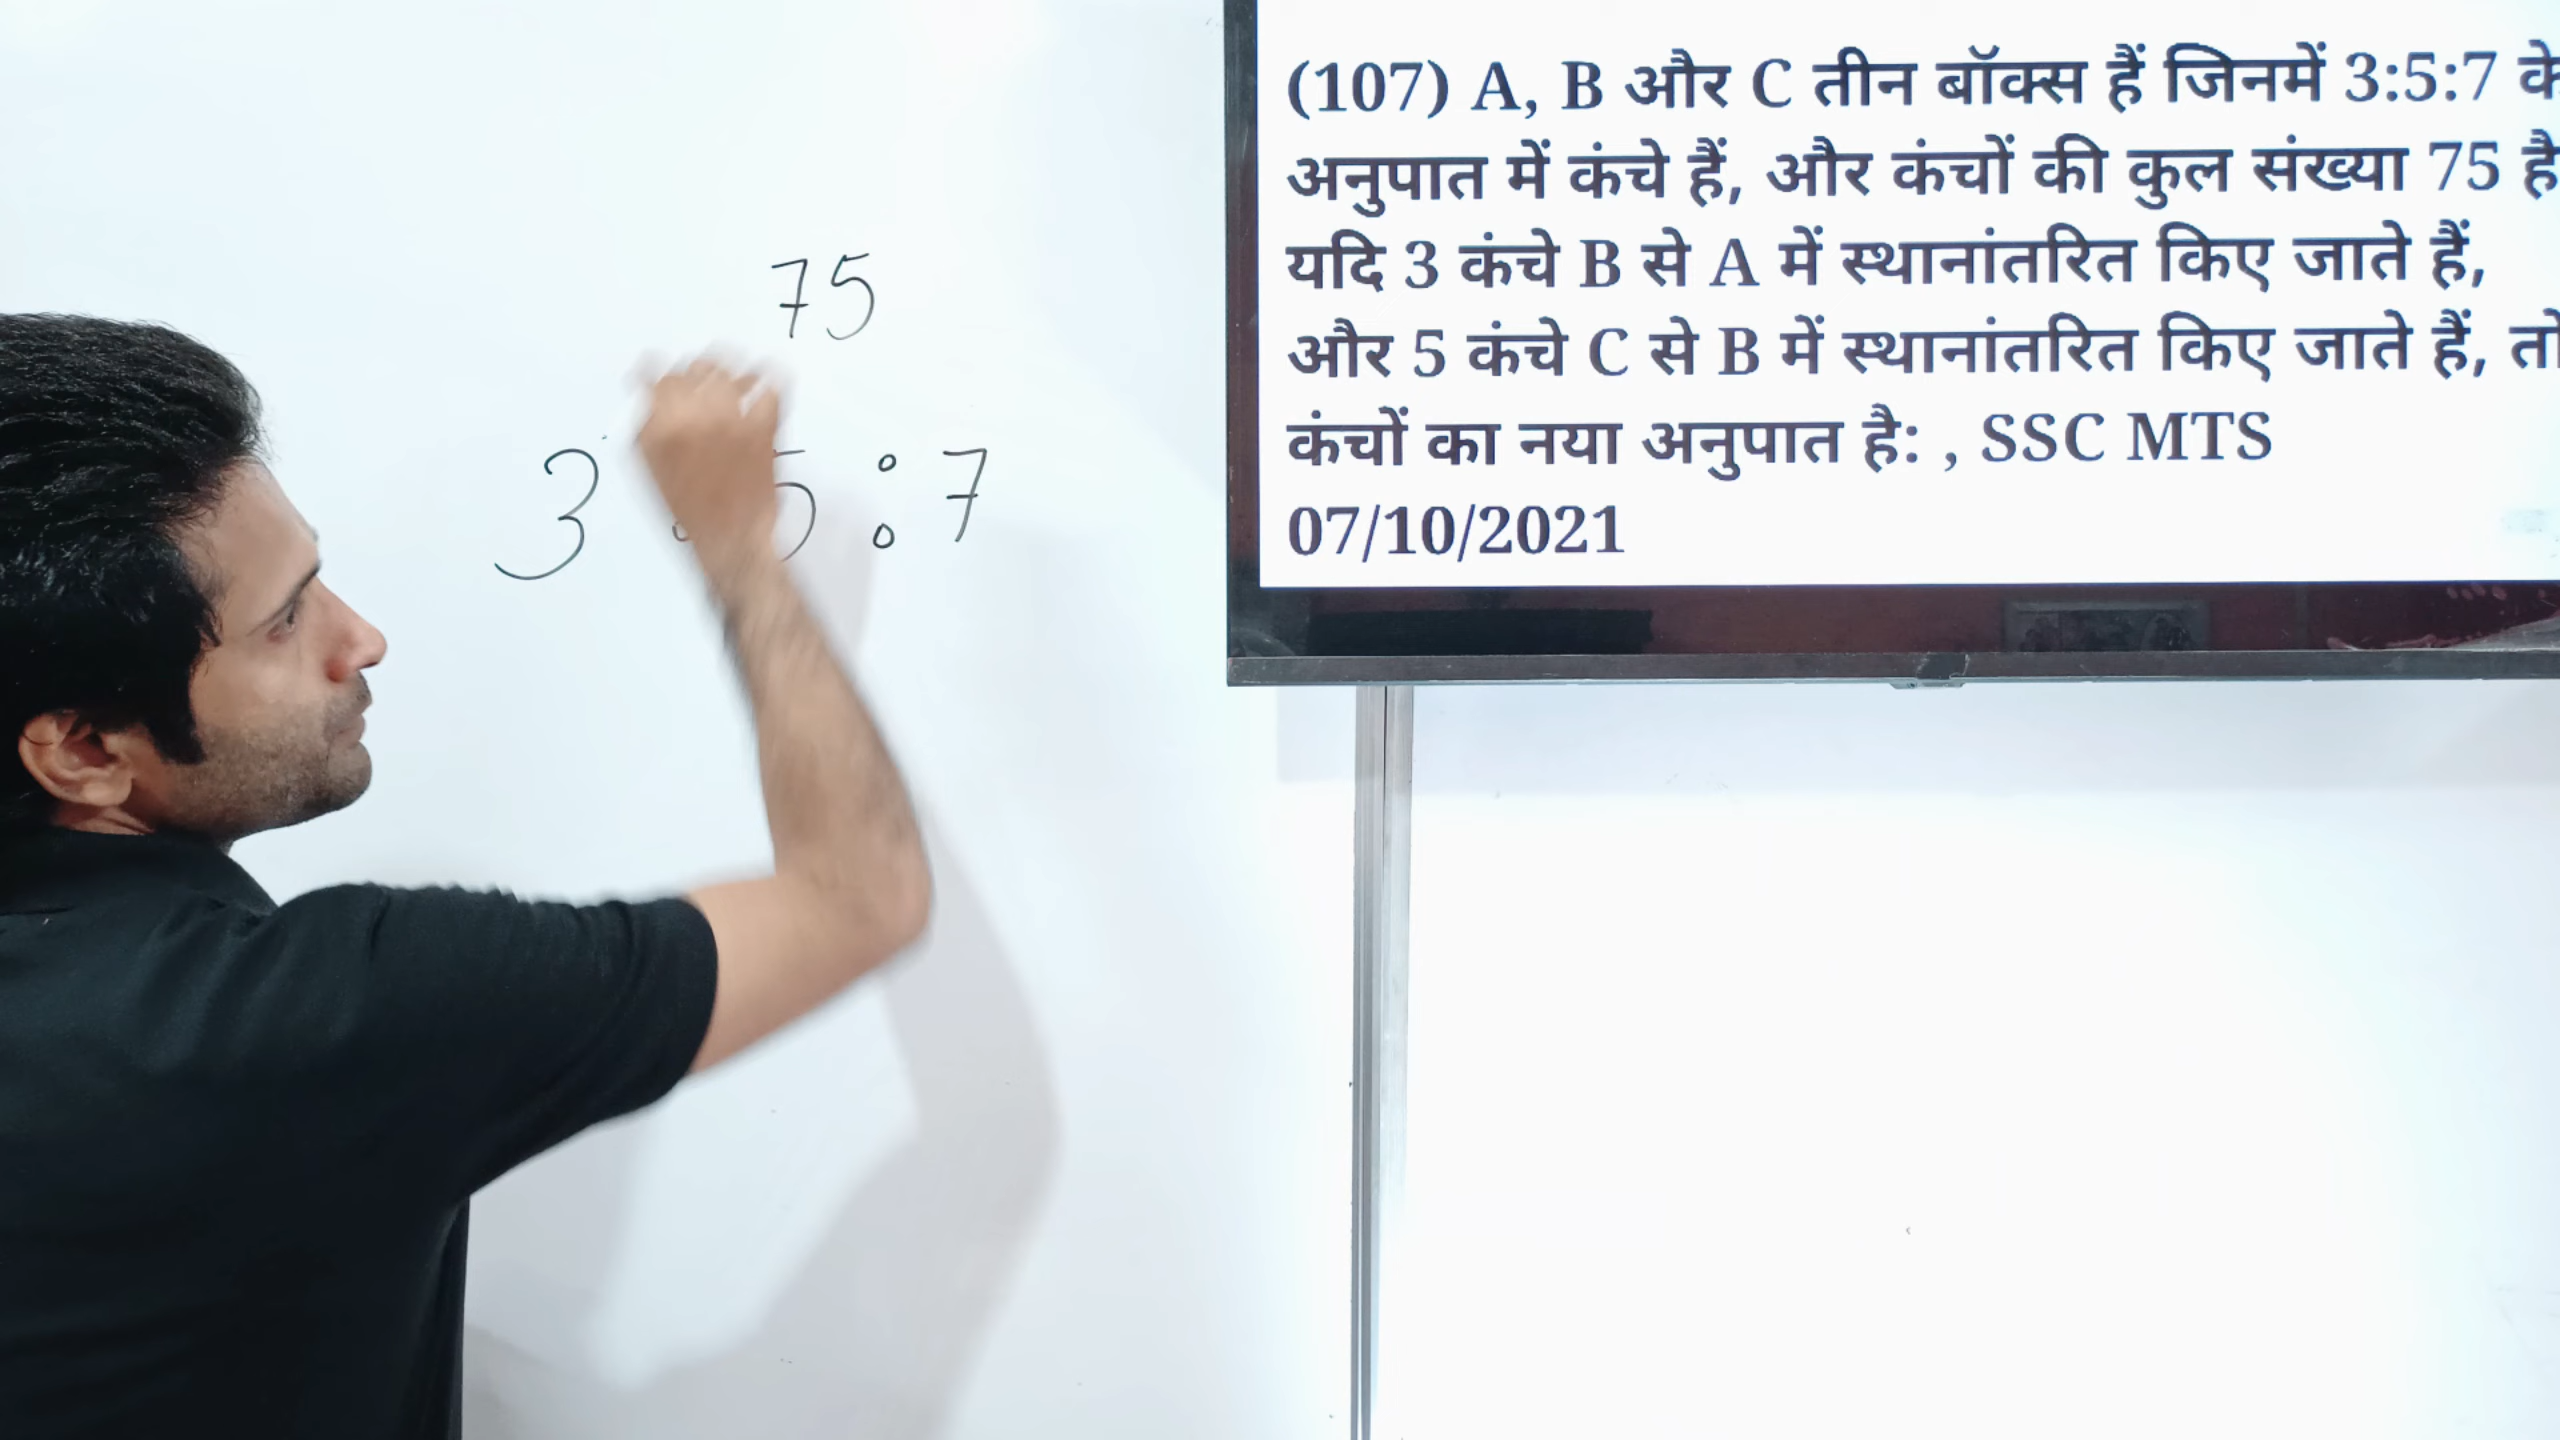 75
3 : 5 : 7
(107) A, B और C तीन बॉक्स हैं जिनमें 3:5:7 के
अनुपात में कंचे हैं, और कंचों की कुल संख्या 75 है
यदि 3 कंचे B से A में स्थानांतरित किए जाते हैं,
और 5 कंचे C से B में स्थानांतरित किए जाते हैं, तो
कंचों का नया अनुपात है: , SSC MTS
07/10/2021